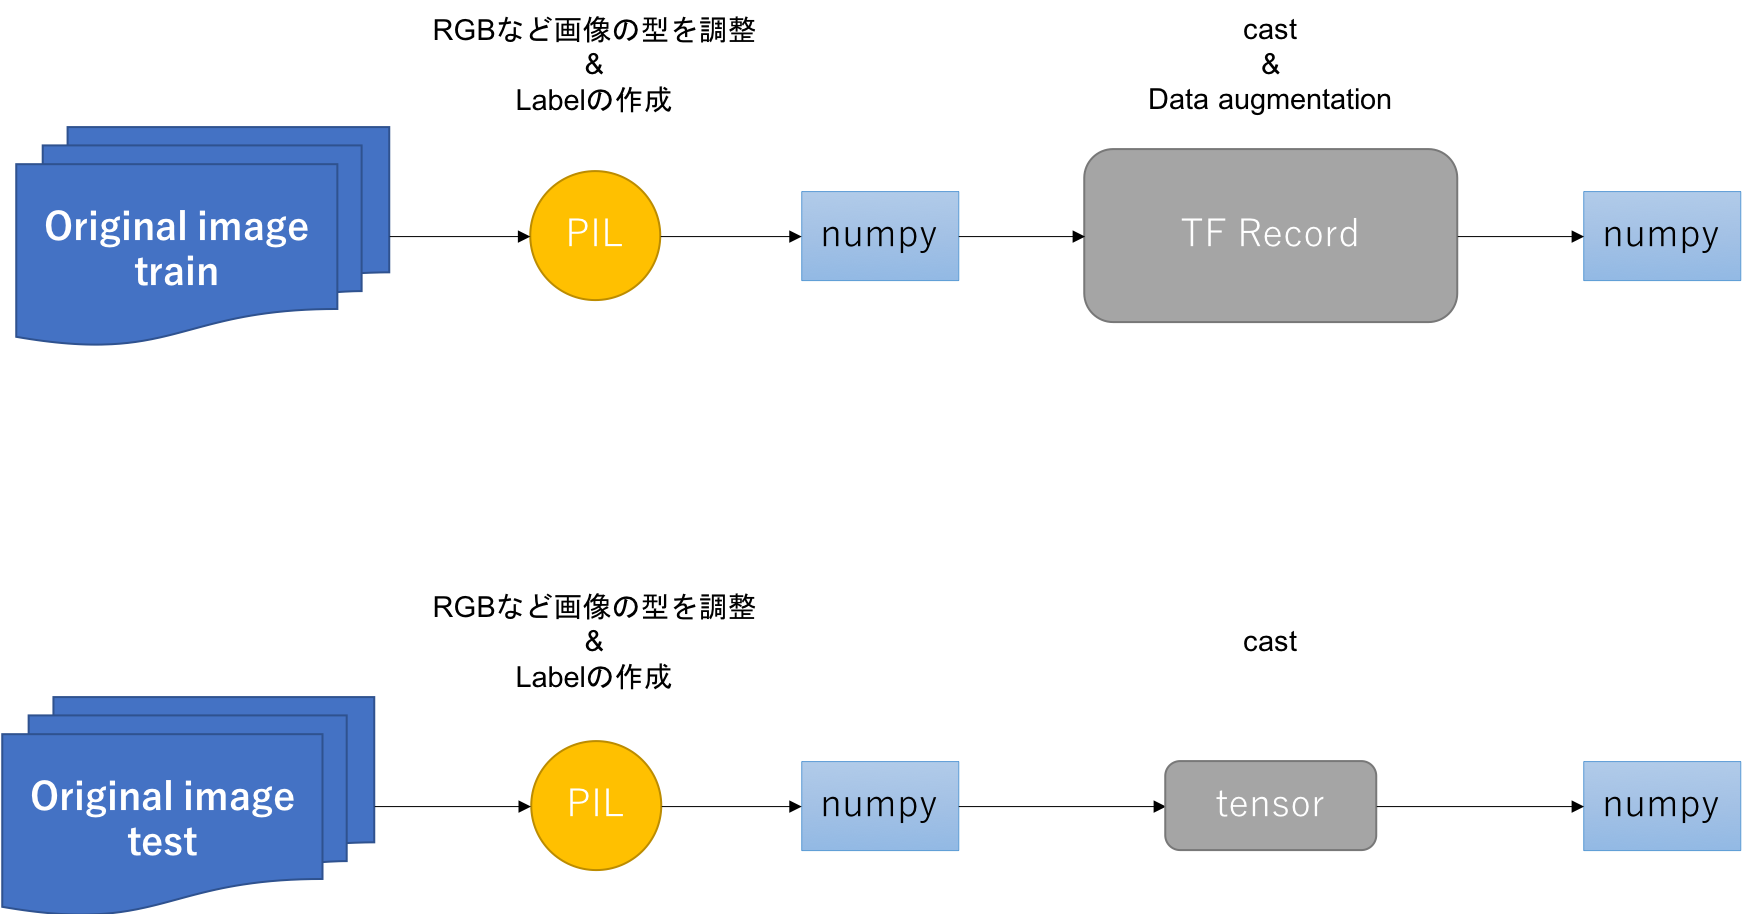 RGBなど画像の型を調整
&
Labelの作成
cast
&
Data augmentation
Original image
train
PIL
numpy
TF Record
numpy
RGBなど画像の型を調整
&
Labelの作成
cast
Original image
test
PIL
numpy
tensor
numpy